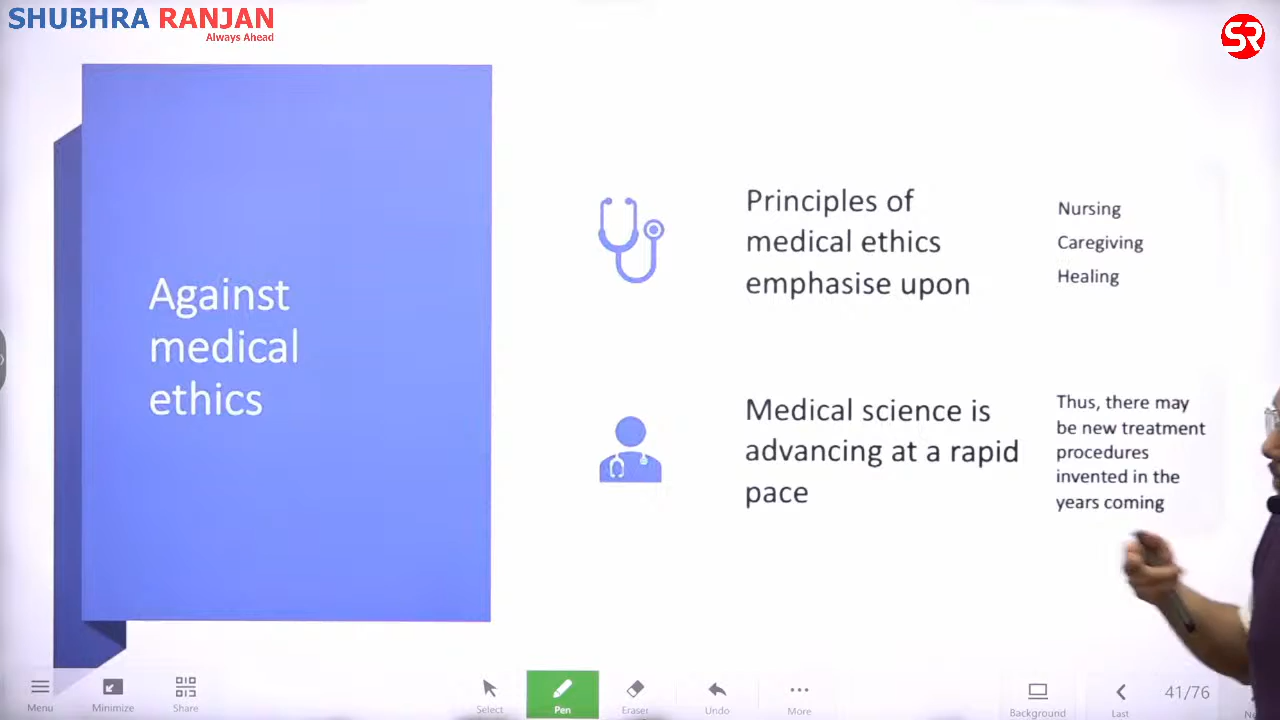 SHUBHRA RANJAN
Always Ahead
SR
Against
medical
ethics
Principles of
medical ethics
emphasise upon
Nursing
Caregiving
Healing
Medical science is
advancing at a rapid
pace
Thus, there may
be new treatment
procedures
invented in the
years coming
Menu
Minimize
Share
Select
Pen
Eraser
Undo
More
Background
Last
41/76